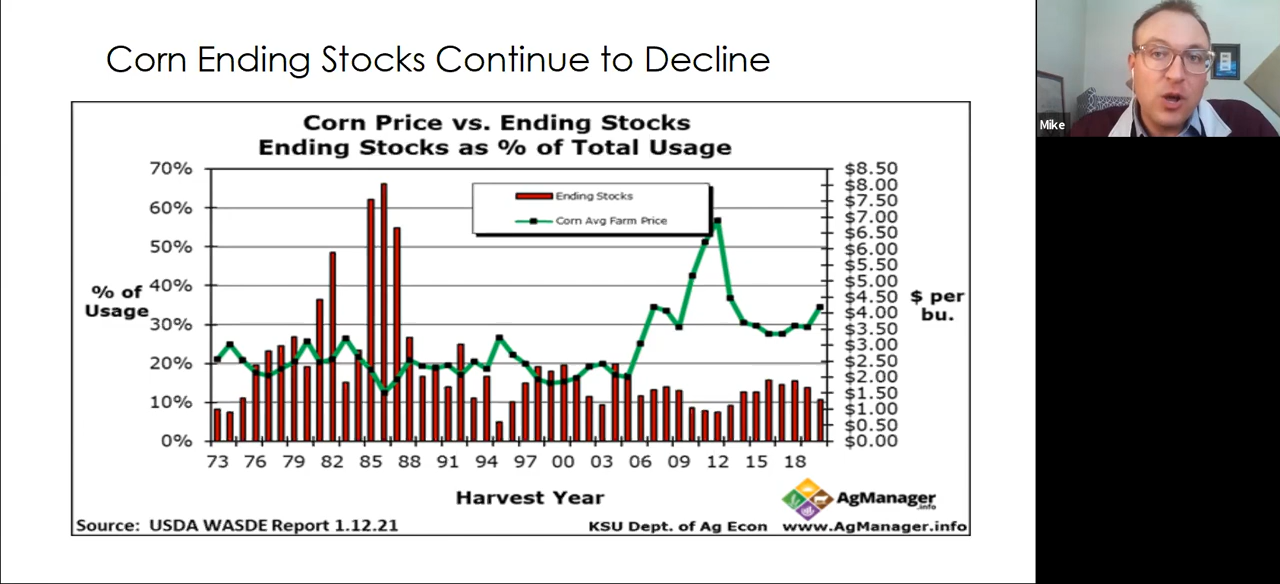 Corn Ending Stocks Continue to Decline
Corn Price vs. Ending Stocks
Ending Stocks as % of Total Usage
Ending Stocks
Corn Avg Farm Price
70%
60%
50%
40%
30%
20%
10%
0%
% of
Usage
$8.50
$8.00
$7.50
$7.00
$6.50
$6.00
$5.50
$5.00
$4.50
$4.00
$3.50
$3.00
$2.50
$2.00
$1.50
$1.00
$0.50
$0.00
$ per
bu.
73 76 79 82 85 88 91 94 97 00 03 06 09 12 15 18
Harvest Year
AgManager
.info
Source: USDA WASDE Report 1.12.21
KSU Dept. of Ag Econ www.AgManager.info
Mike